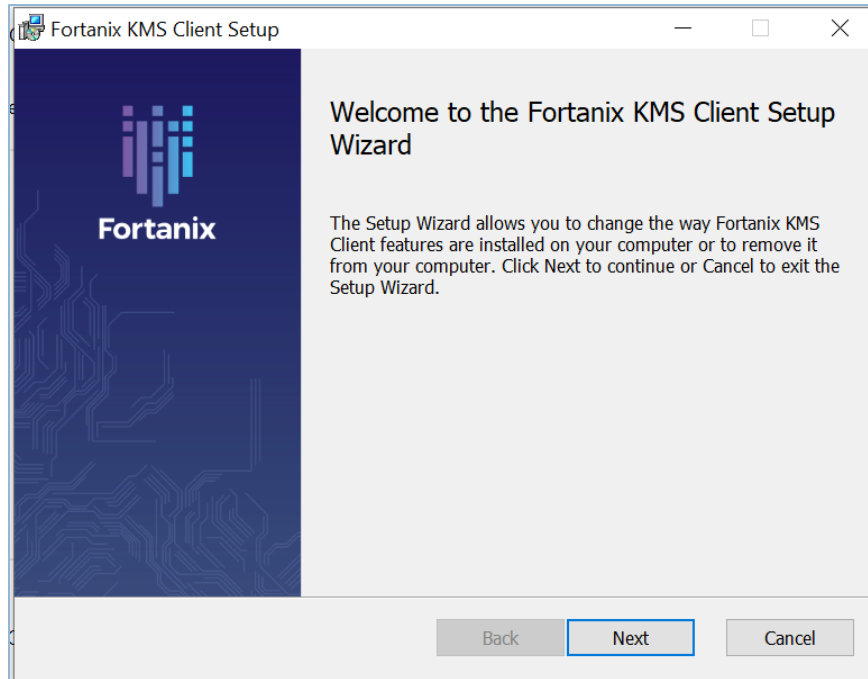 Fortanix KMS Client Setup
Welcome to the Fortanix KMS Client Setup
Wizard
Fortanix
The Setup Wizard allows you to change the way Fortanix KMS
Client features are installed on your computer or to remove it
from your computer. Click Next to continue or Cancel to exit the
Setup Wizard.
Back
Next
Cancel